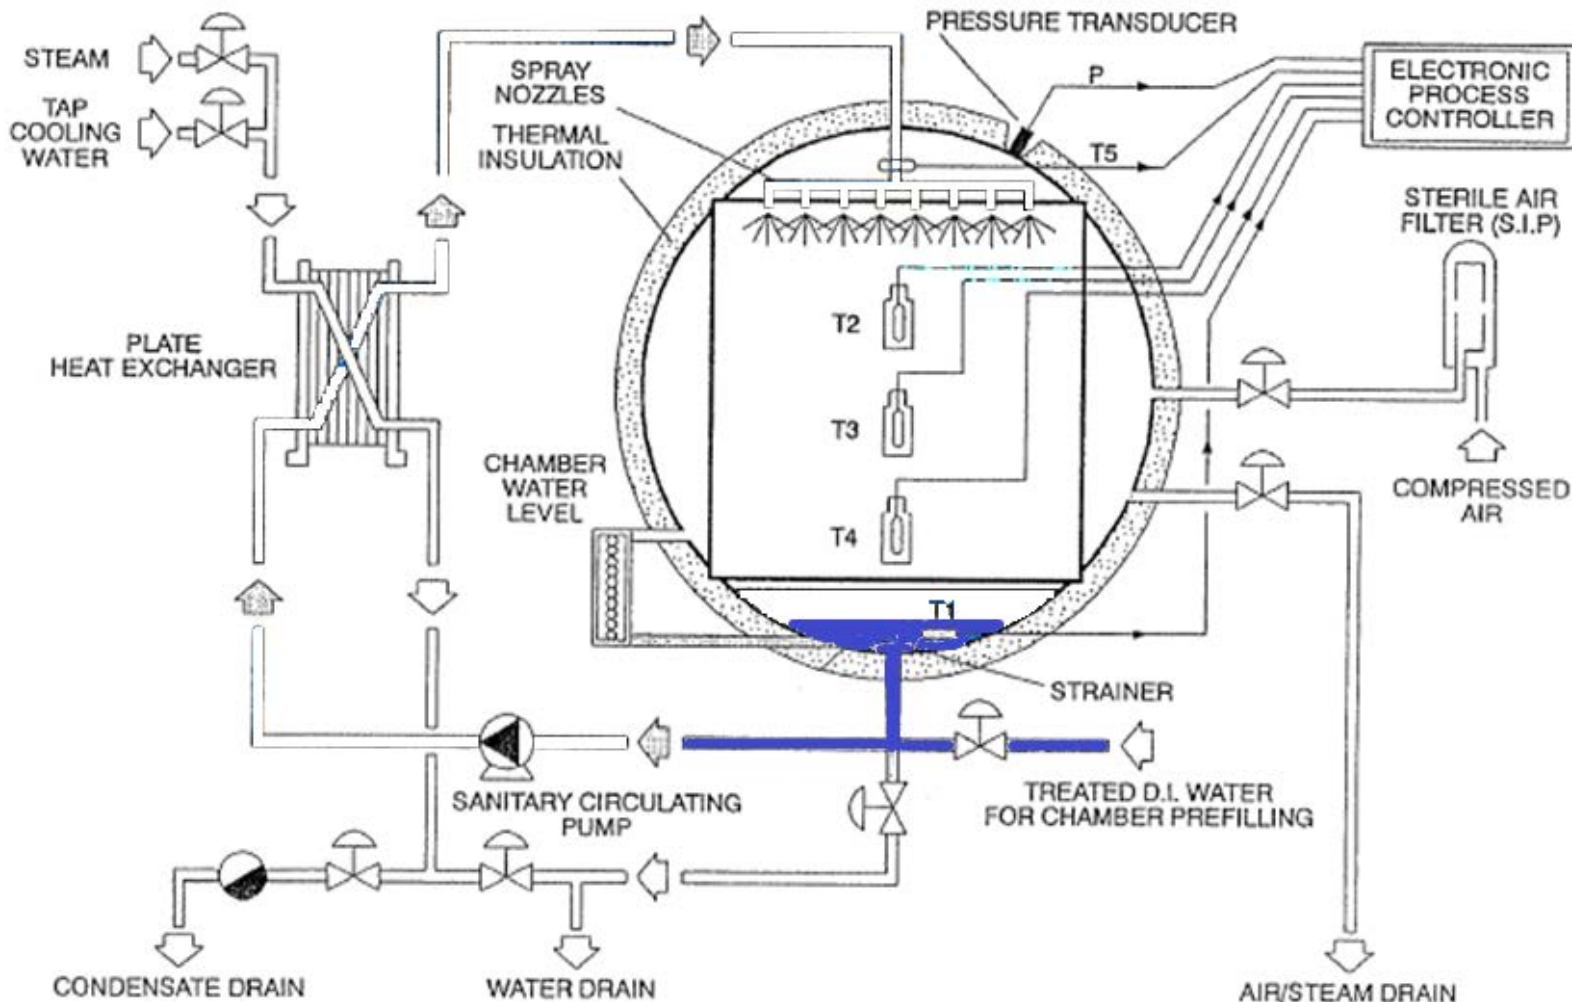 STEAM
TAP
COOLING
WATER
SPRAY
NOZZLES
THERMAL
INSULATION
PRESSURE TRANSDUCER
P
T5
ELECTRONIC
PROCESS
CONTROLLER
STERILE AIR
FILTER (S.I.P)
PLATE
HEAT EXCHANGER
T2
T3
T4
CHAMBER
WATER
LEVEL
COMPRESSED
AIR
T1
STRAINER
SANITARY CIRCULATING
PUMP
TREATED D.I. WATER
FOR CHAMBER PREFILLING
CONDENSATE DRAIN
WATER DRAIN
AIR/STEAM DRAIN